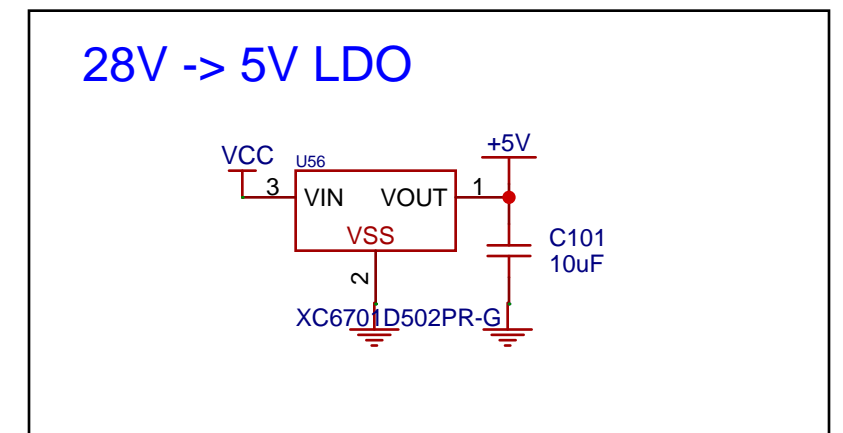 28V -> 5V LDO
VCC
U56
+5V
3
VIN
VOUT
1
VSS
2
C101
10uF
XC6701D502PR-G